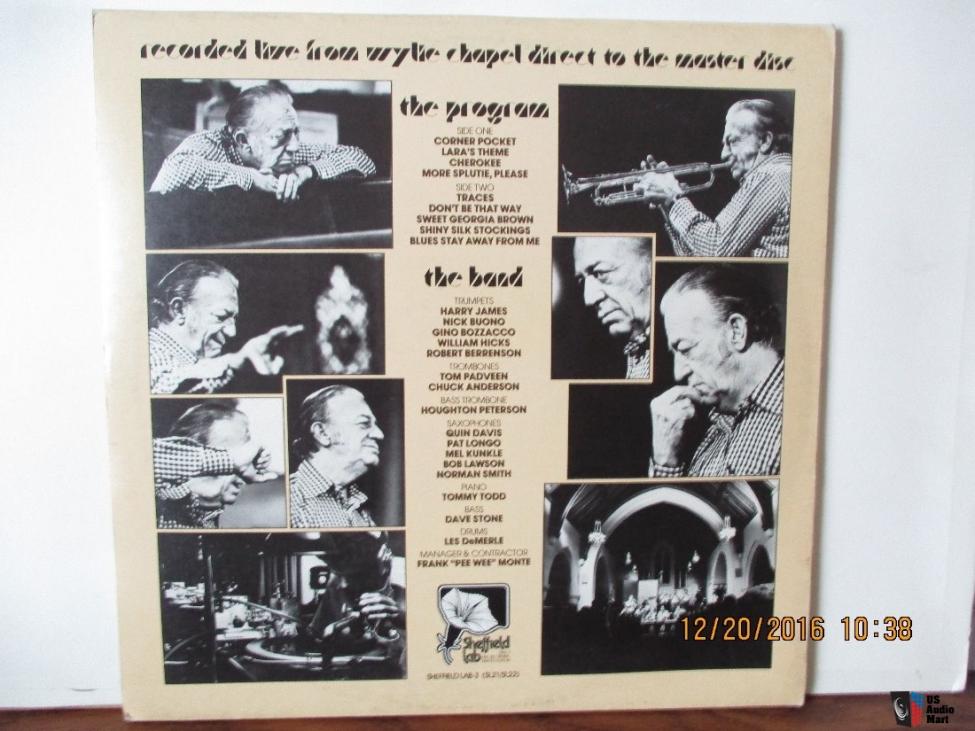 recorded live from wylie chapel direct to the master disc
the program
SIDE ONE
CORNER POCKET
LARA'S THEME
CHEROKEE
MORE SPLUTIE, PLEASE
SIDE TWO
TRACES
DON'T BE THAT WAY
SWEET GEORGIA BROWN
SHINY SILK STOCKINGS
BLUES STAY AWAY FROM ME
the band
TRUMPETS
HARRY JAMES
NICK BUONO
GINO BOZZACCO
WILLIAM HICKS
ROBERT BERRENSON
TROMBONES
TOM PADVEEN
CHUCK ANDERSON
BASS TROMBONE
HOUGHTON PETERSON
SAXOPHONES
QUIN DAVIS
PAT LONGO
MEL KUNKLE
BOB LAWSON
NORMAN SMITH
PIANO
TOMMY TODD
BASS
DAVE STONE
DRUMS
LES DeMERLE
MANAGER & CONTRACTOR
FRANK "PEE WEE" MONTE
Sheffield
Lab
SHEFFIELD LAB-3 (SL21/SL22)
12/20/2016 10:38
US
Audio
Mart